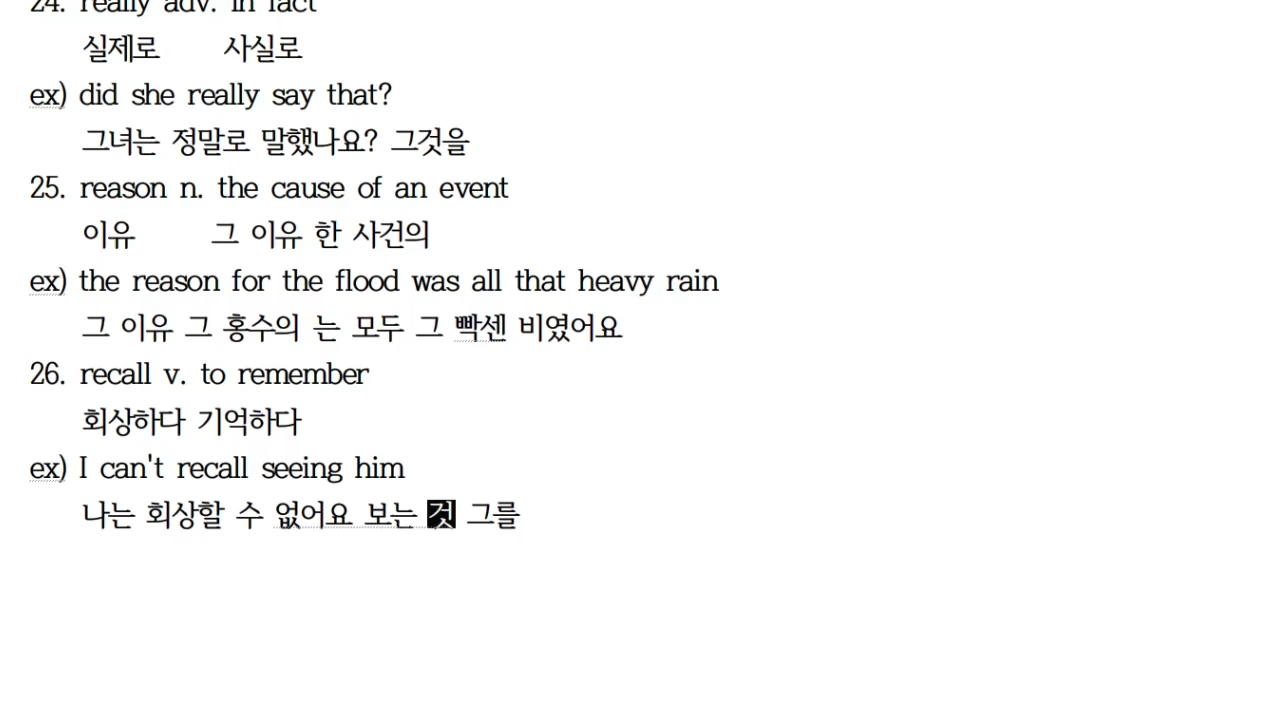 24. really adv. in fact
실제로 사실로
ex) did she really say that?
그녀는 정말로 말했나요? 그것을
25. reason n. the cause of an event
이유 그 이유 한 사건의
ex) the reason for the flood was all that heavy rain
그 이유 그 홍수의 는 모두 그 빡센 비였어요
26. recall v. to remember
회상하다 기억하다
ex) I can't recall seeing him
나는 회상할 수 없어요 보는 것 그를